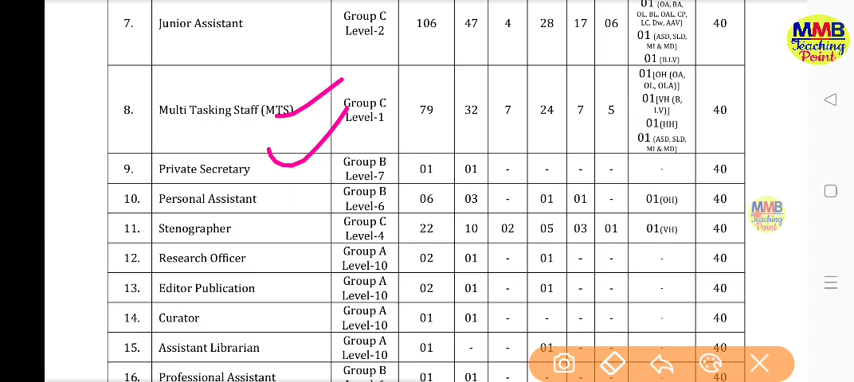 7. Junior Assistant Group C Level-2 106 47 4 28 17 06 01 (OA, BA, OL, BL, OAL, CP, LC, Dw, AAV) 01 (ASD, SLD, MI & MD) 01 (B.LV) 40
8. Multi Tasking Staff (MTS) Group C Level-1 79 32 7 24 7 5 01[OH (OA, OL, OLA)] 01[VH (B, LV)] 01(HH) 01 (ASD, SLD, MI & MD] 40
9. Private Secretary Group B Level-7 01 01 - - - - - 40
10. Personal Assistant Group B Level-6 06 03 - 01 01 - 01(OH) 40
11. Stenographer Group C Level-4 22 10 02 05 03 01 01(VH) 40
12. Research Officer Group A Level-10 02 01 - 01 - - - 40
13. Editor Publication Group A Level-10 02 01 - 01 - - - 40
14. Curator Group A Level-10 01 01 - - - - - 40
15. Assistant Librarian Group A Level-10 01 - - 01 - - - 40
16. Professional Assistant Group B 01 01 - 40
MMB
Teaching
Point
MMB
Teaching
Point